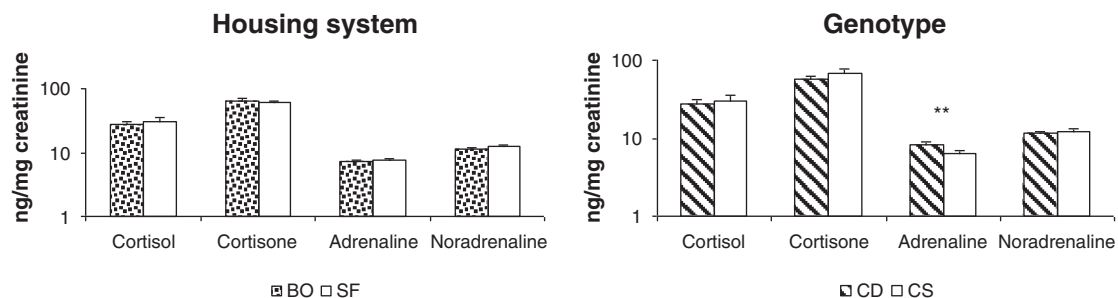 Housing system
ng/mg creatinine
100
10
1
Cortisol Cortisone Adrenaline Noradrenaline
BO SF
Genotype
ng/mg creatinine
100
10
1
**
Cortisol Cortisone Adrenaline Noradrenaline
CD CS